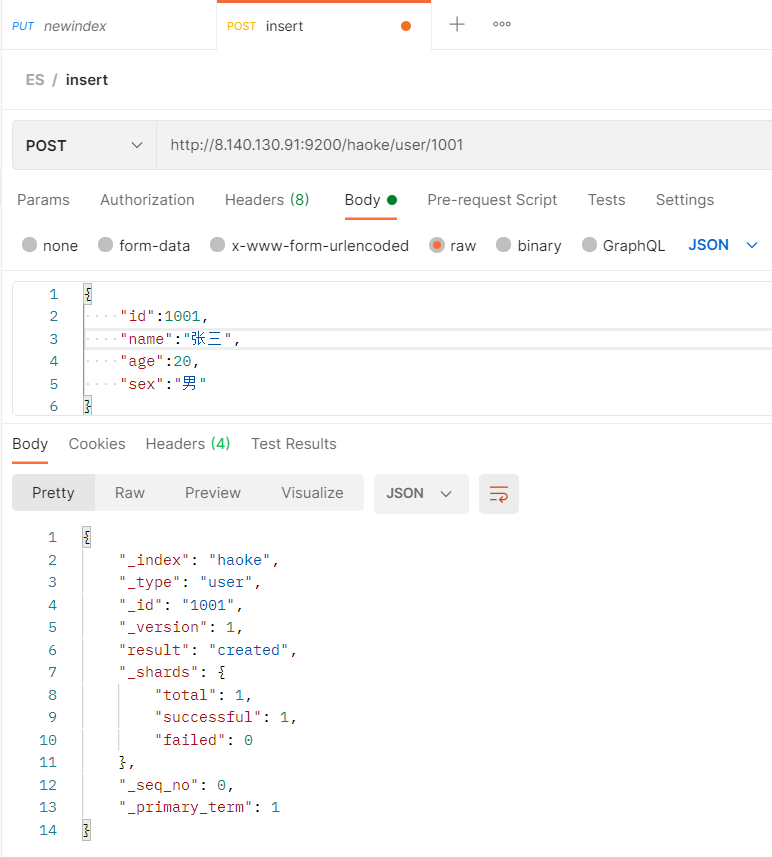 PUT newindex POST insert + ooo
ES / insert
POST http://8.140.130.91:9200/haoke/user/1001
Params Authorization Headers (8) Body Pre-request Script Tests Settings
none form-data x-www-form-urlencoded raw binary GraphQL JSON
1 {
2 "id":1001,
3 "name":"张三",
4 "age":20,
5 "sex":"男"
6 }
Body Cookies Headers (4) Test Results
Pretty Raw Preview Visualize JSON
1 {
2 "_index": "haoke",
3 "_type": "user",
4 "_id": "1001",
5 "_version": 1,
6 "result": "created",
7 "_shards": {
8 "total": 1,
9 "successful": 1,
10 "failed": 0
11 },
12 "_seq_no": 0,
13 "_primary_term": 1
14 }